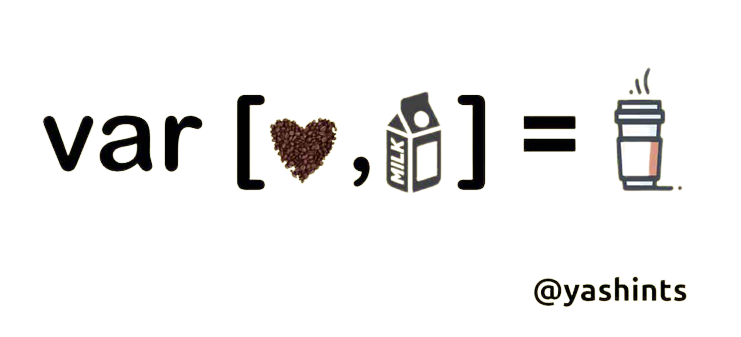 var [ , MILK ] =
@yashints